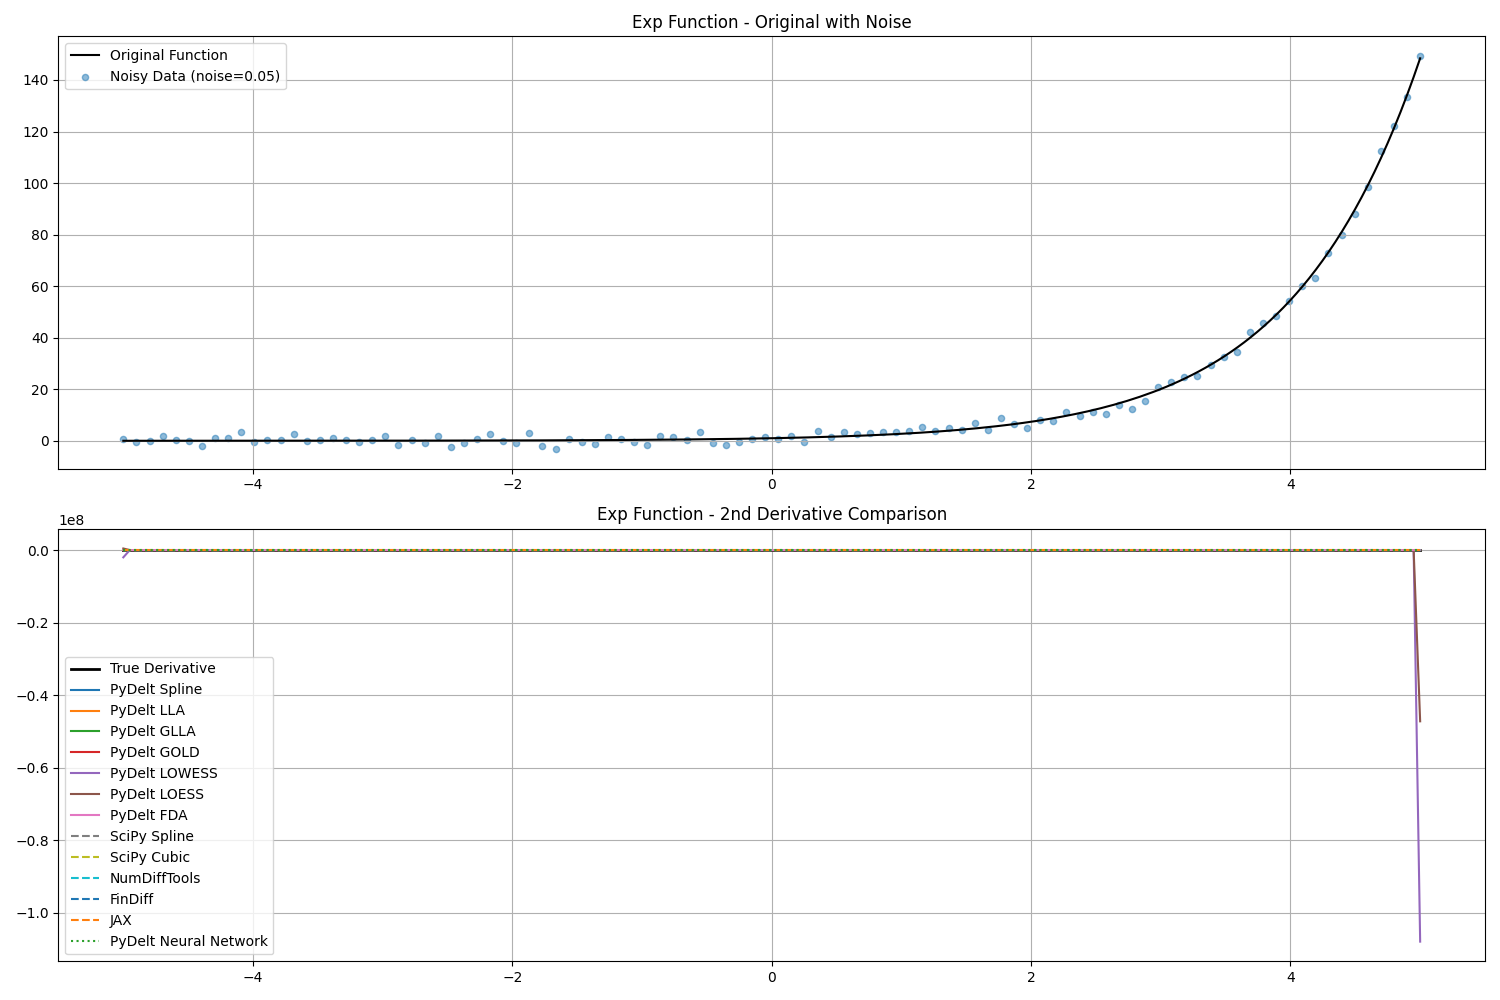 Exp Function - Original with Noise
Original Function
Noisy Data (noise=0.05)
140
120
100
80
60
40
20
0
−4
−2
0
2
4
Exp Function - 2nd Derivative Comparison
1e8
0.0
−0.2
−0.4
−0.6
−0.8
−1.0
True Derivative
PyDelt Spline
PyDelt LLA
PyDelt GLLA
PyDelt GOLD
PyDelt LOWESS
PyDelt LOESS
PyDelt FDA
SciPy Spline
SciPy Cubic
NumDiffTools
FinDiff
JAX
PyDelt Neural Network
−4
−2
0
2
4